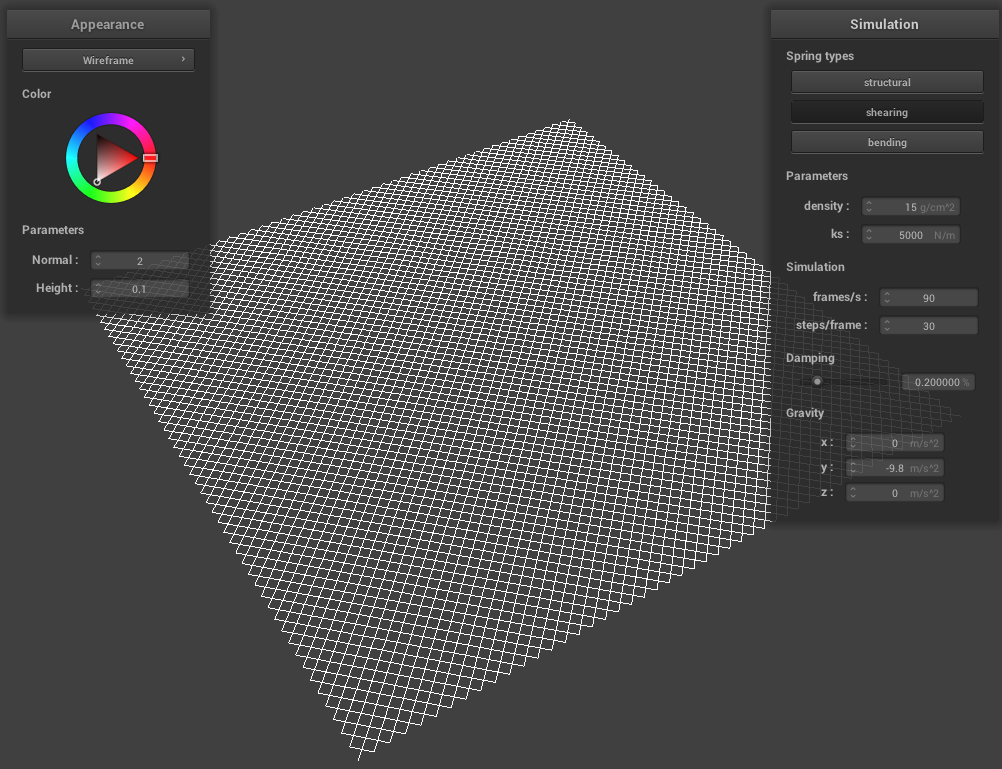 Appearance
Wireframe ›
Color
Parameters
Normal : 2
Height : 0.1
Simulation
Spring types
structural
shearing
bending
Parameters
density : 15 g/cm^2
ks : 5000 N/m
Simulation
frames/s : 90
steps/frame : 30
Damping
0.200000 %
Gravity
x : 0 m/s^2
y : -9.8 m/s^2
z : 0 m/s^2